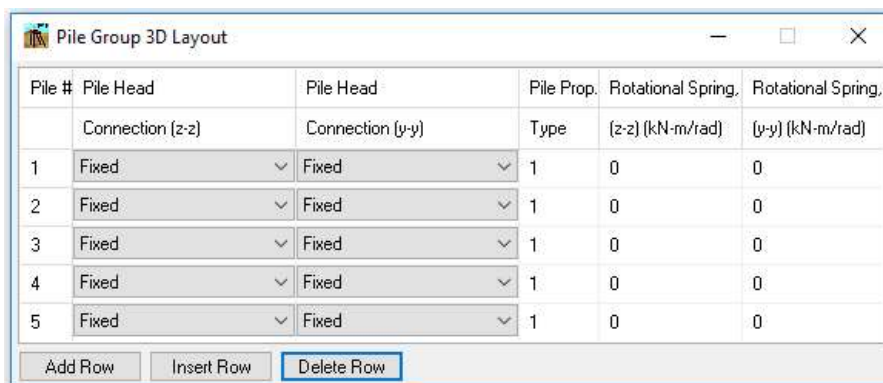 Pile Group 3D Layout
Pile # Pile Head Pile Head Pile Prop. Rotational Spring, Rotational Spring,
Connection (z-z) Connection (y-y) Type (z-z) (kN-m/rad) (y-y) (kN-m/rad)
1 Fixed Fixed 1 0 0
2 Fixed Fixed 1 0 0
3 Fixed Fixed 1 0 0
4 Fixed Fixed 1 0 0
5 Fixed Fixed 1 0 0
Add Row Insert Row Delete Row